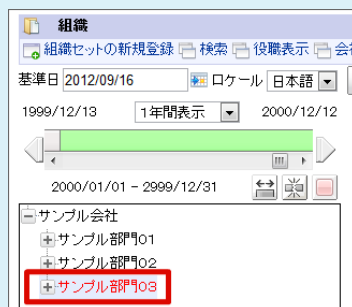 組織
組織セットの新規登録 検索 役職表示 会
基準日 2012/09/16 ロケール 日本語
1999/12/13 1年間表示 2000/12/12
2000/01/01 - 2999/12/31
サンプル会社
サンプル部門01
サンプル部門02
サンプル部門03